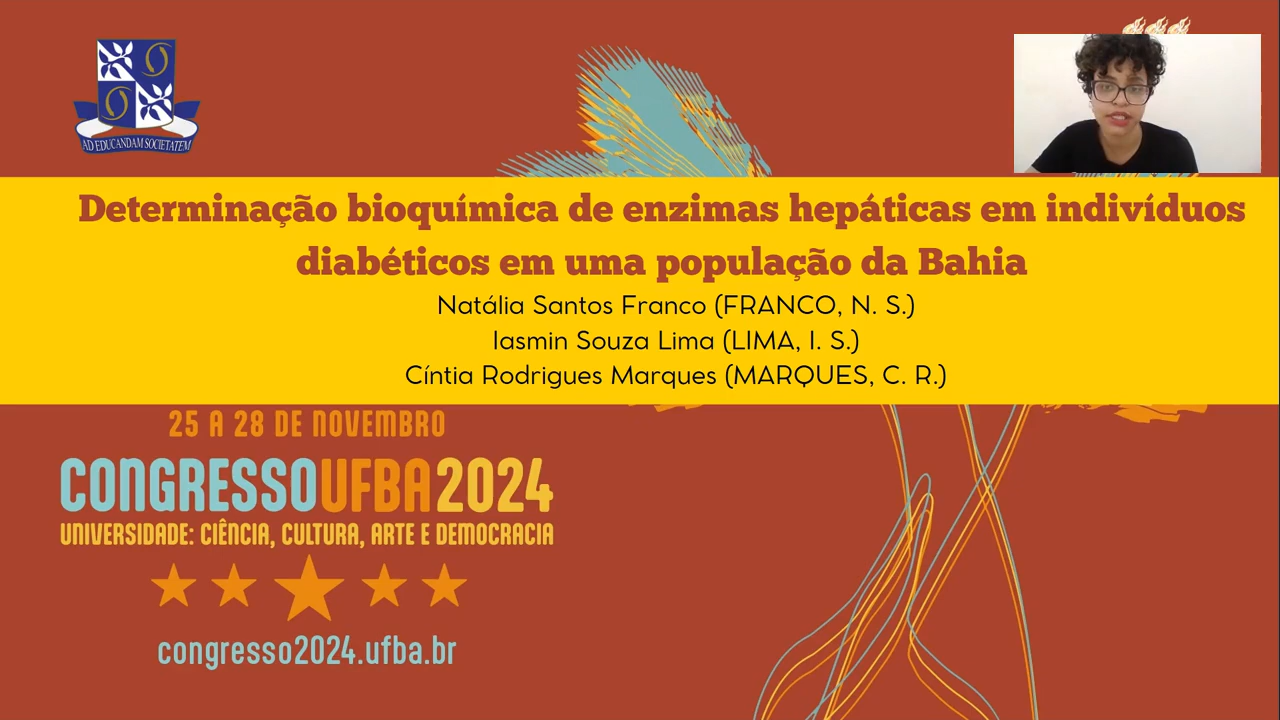 AD EDUCANDAM SOCIETATEM
Determinação bioquímica de enzimas hepáticas em indivíduos
diabéticos em uma população da Bahia
Natália Santos Franco (FRANCO, N. S.)
Iasmin Souza Lima (LIMA, I. S.)
Cíntia Rodrigues Marques (MARQUES, C. R.)
25 A 28 DE NOVEMBRO
CONGRESSOUFBA2024
UNIVERSIDADE: CIÊNCIA, CULTURA, ARTE E DEMOCRACIA
congresso2024.ufba.br